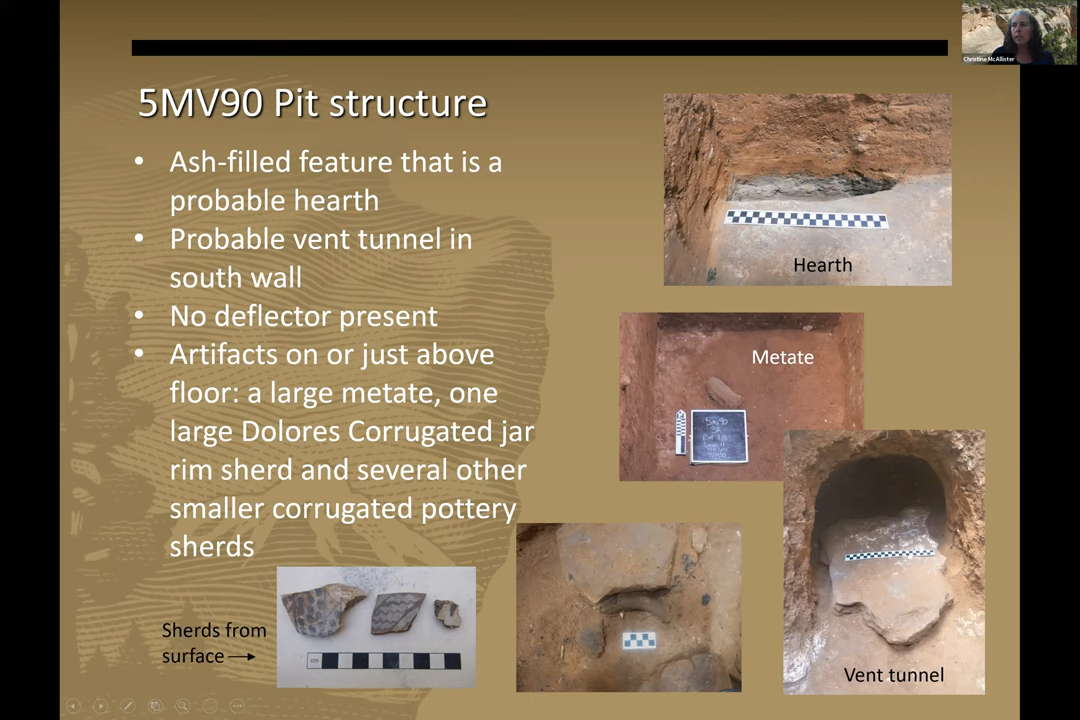 Christine McAllister
5MV90 Pit structure
• Ash-filled feature that is a
probable hearth
• Probable vent tunnel in
south wall
• No deflector present
• Artifacts on or just above
floor: a large metate, one
large Dolores Corrugated jar
rim sherd and several other
smaller corrugated pottery
sherds
Hearth
Metate
Vent tunnel
Sherds from
surface
cm